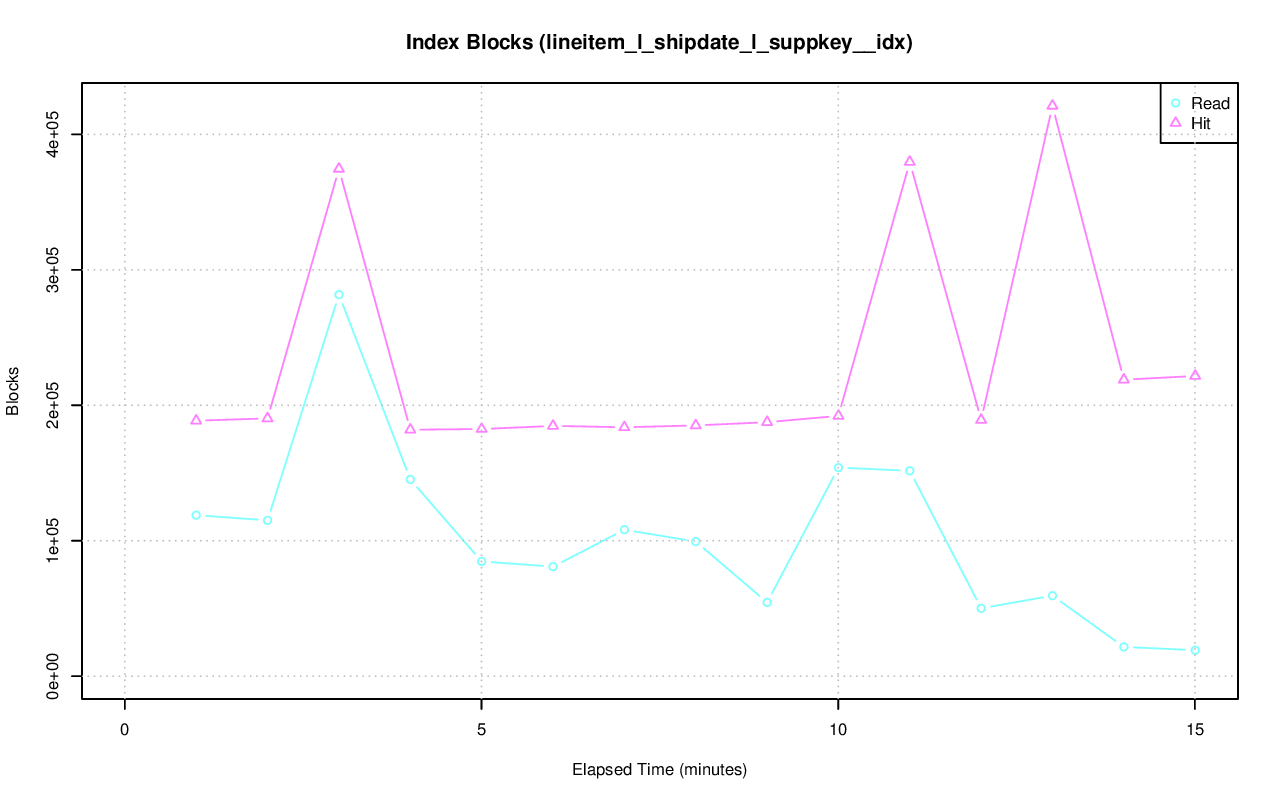 Index Blocks (lineitem_l_shipdate_l_suppkey__idx)
Read
Hit
Blocks
4e+05
3e+05
2e+05
1e+05
0e+00
0 5 10 15
Elapsed Time (minutes)